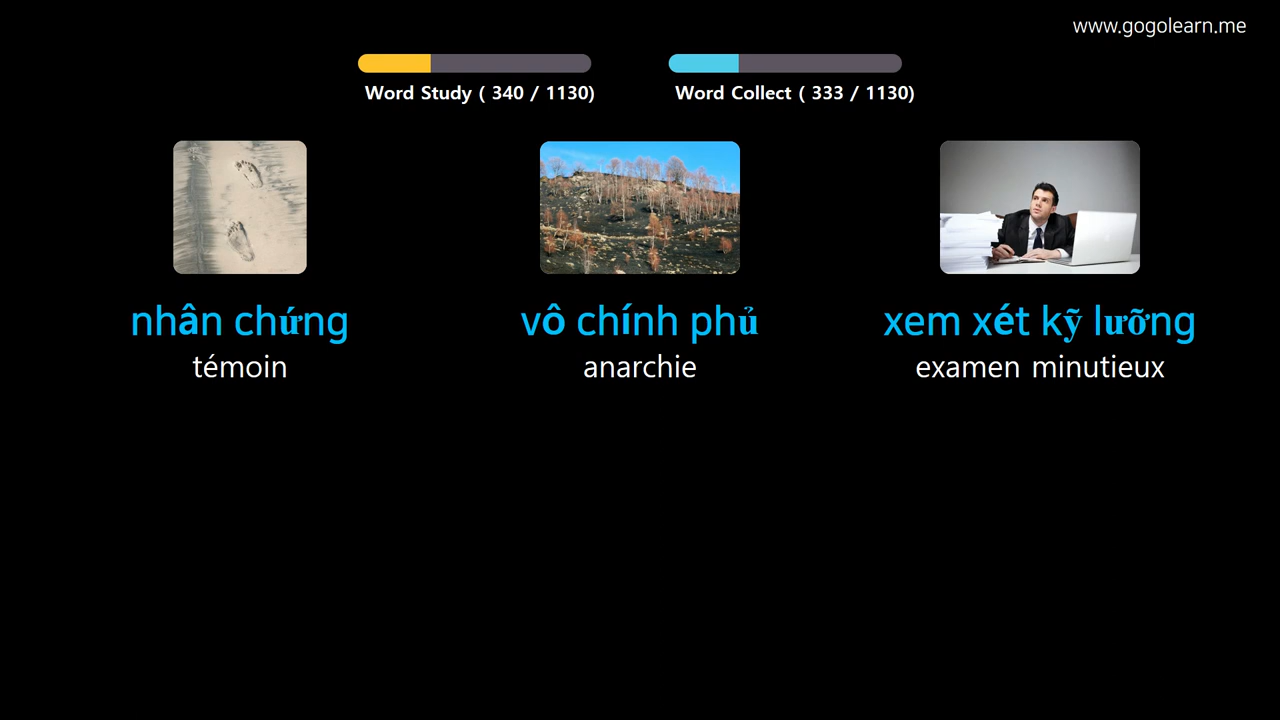 www.gogolearn.me
Word Study ( 340 / 1130)
Word Collect ( 333 / 1130)
nhân chứng
témoin
vô chính phủ
anarchie
xem xét kỹ lưỡng
examen minutieux